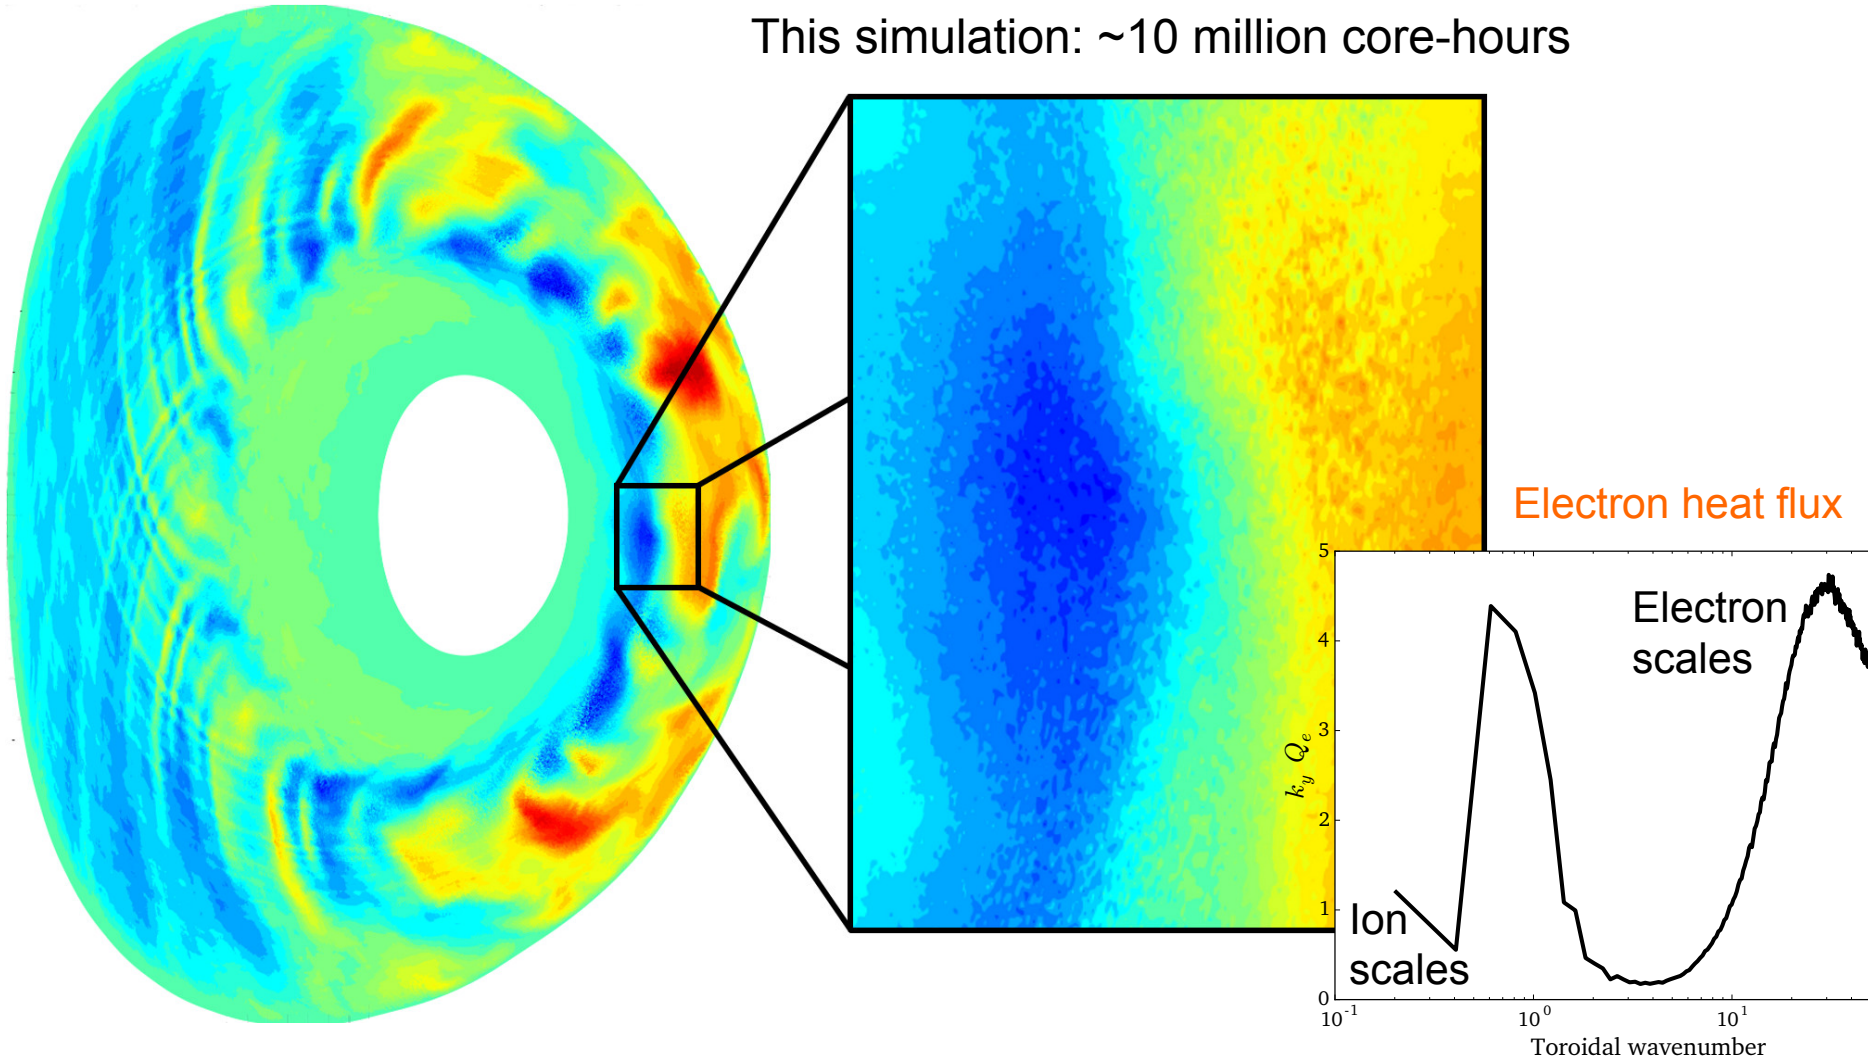 This simulation: ~10 million core-hours
Electron heat flux
Electron
scales
Ion
scales
k_y Q_e
5
4
3
2
1
0
10^-1
10^0
10^1
Toroidal wavenumber